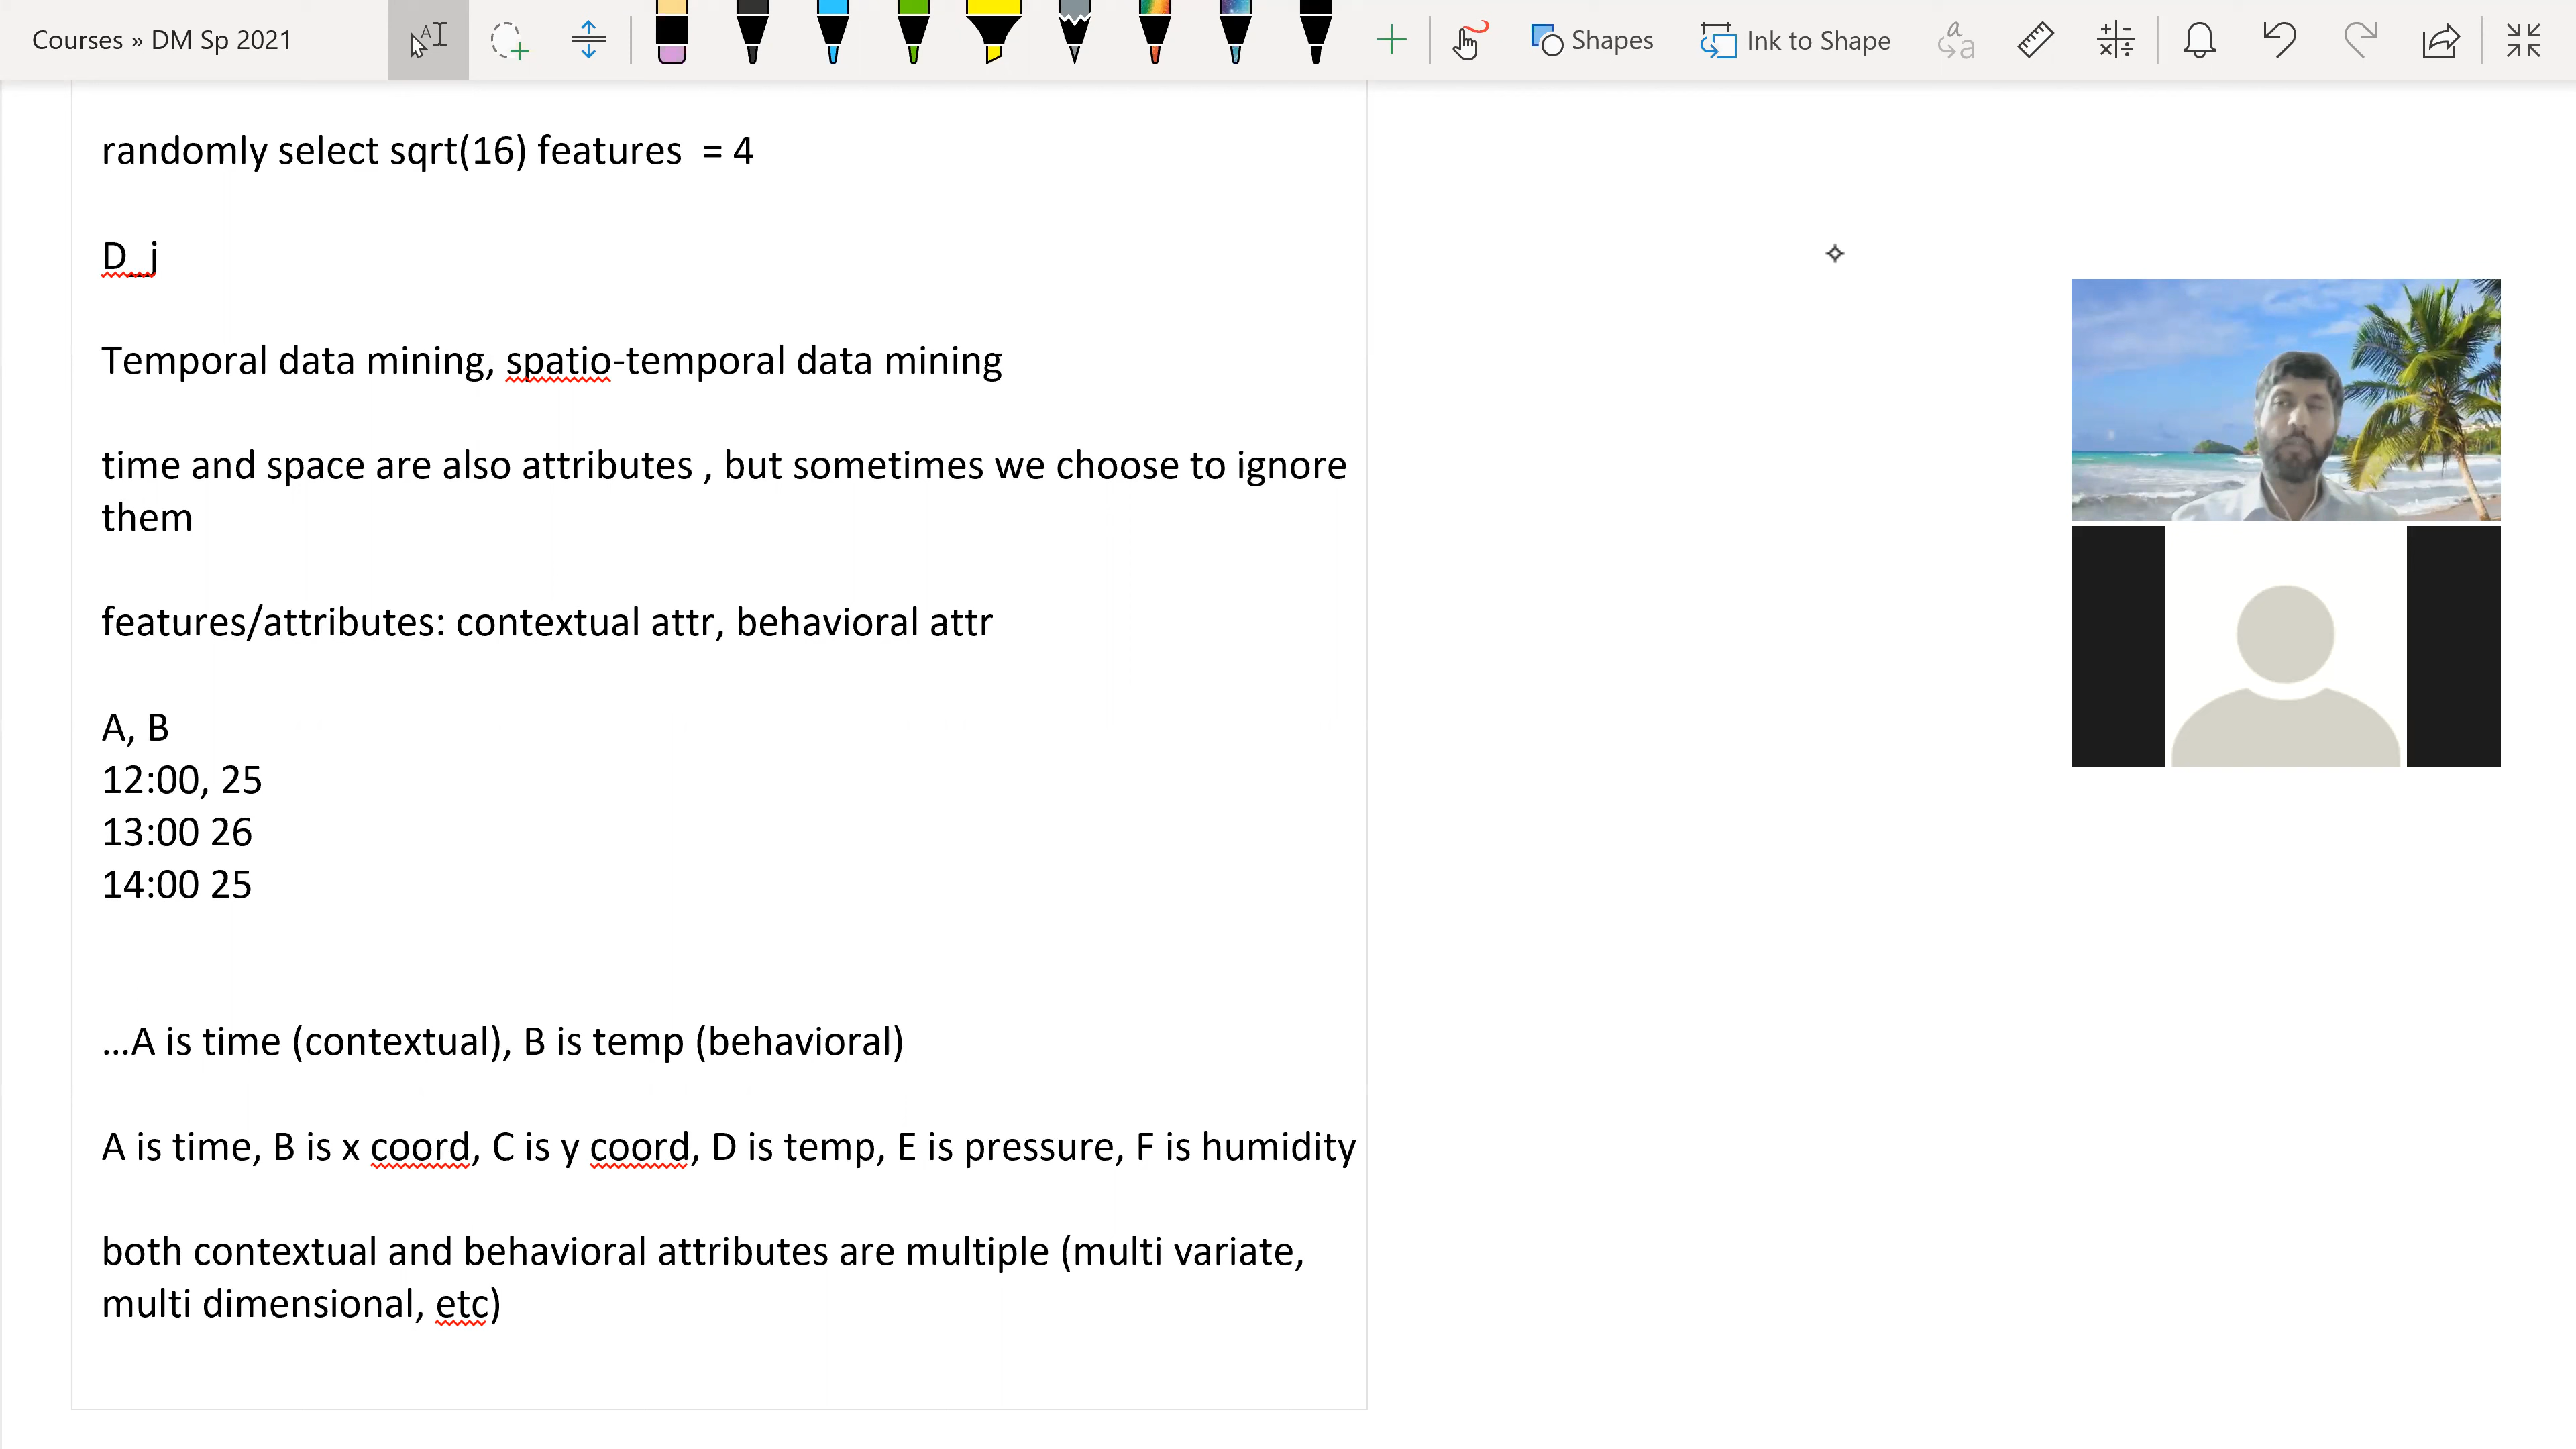 Courses » DM Sp 2021
Shapes
Ink to Shape
randomly select sqrt(16) features  = 4
D_j
Temporal data mining, spatio-temporal data mining
time and space are also attributes , but sometimes we choose to ignore
them
features/attributes: contextual attr, behavioral attr
A, B
12:00, 25
13:00 26
14:00 25
...A is time (contextual), B is temp (behavioral)
A is time, B is x coord, C is y coord, D is temp, E is pressure, F is humidity
both contextual and behavioral attributes are multiple (multi variate,
multi dimensional, etc)